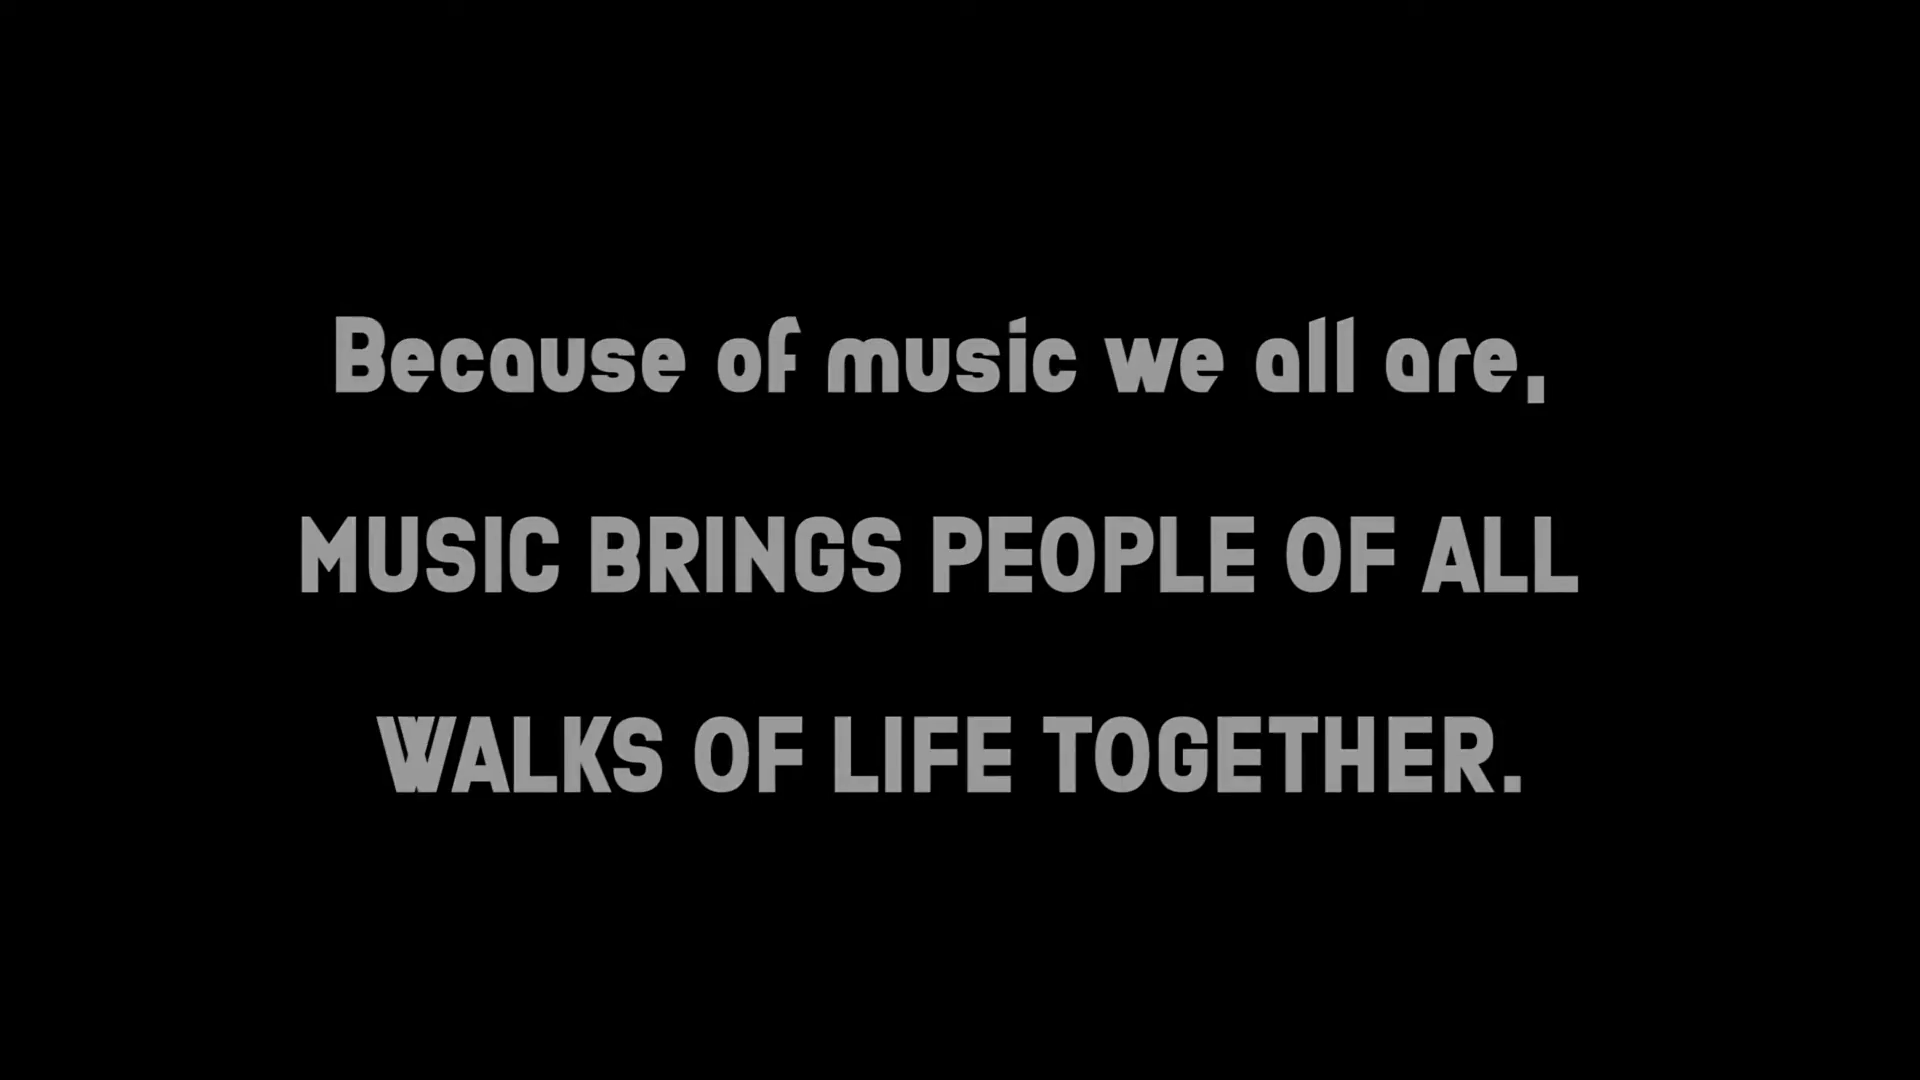 Because of music we all are,
MUSIC BRINGS PEOPLE OF ALL
WALKS OF LIFE TOGETHER.